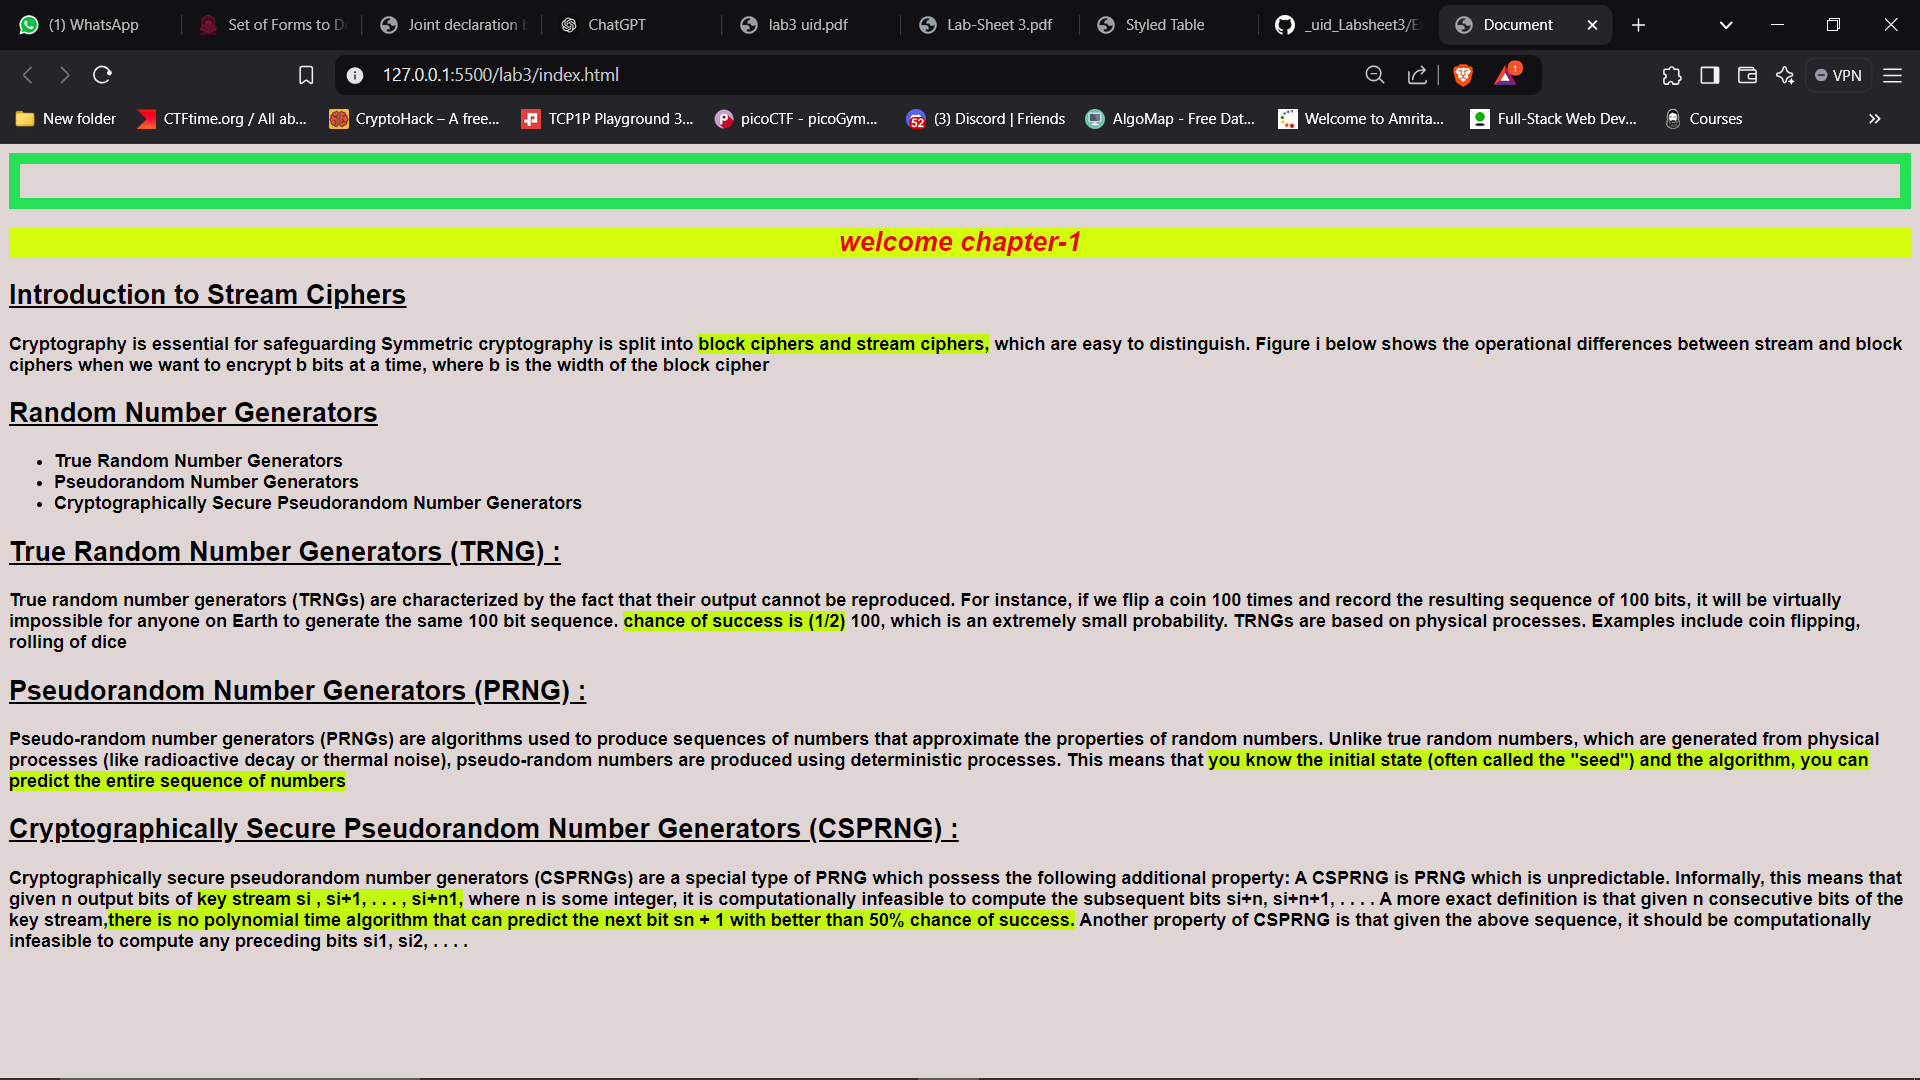 (1) WhatsApp
Set of Forms to D
Joint declaration b
ChatGPT
lab3 uid.pdf
Lab-Sheet 3.pdf
Styled Table
_uid_Labsheet3/E
Document
127.0.0.1:5500/lab3/index.html
1
VPN
New folder
CTFtime.org / All ab...
CryptoHack – A free...
TCP1P Playground 3...
picoCTF - picoGym...
52
(3) Discord | Friends
AlgoMap - Free Dat...
Welcome to Amrita...
Full-Stack Web Dev...
Courses
welcome chapter-1
Introduction to Stream Ciphers
Cryptography is essential for safeguarding Symmetric cryptography is split into block ciphers and stream ciphers, which are easy to distinguish. Figure i below shows the operational differences between stream and block
ciphers when we want to encrypt b bits at a time, where b is the width of the block cipher
Random Number Generators
• True Random Number Generators
• Pseudorandom Number Generators
• Cryptographically Secure Pseudorandom Number Generators
True Random Number Generators (TRNG) :
True random number generators (TRNGs) are characterized by the fact that their output cannot be reproduced. For instance, if we flip a coin 100 times and record the resulting sequence of 100 bits, it will be virtually
impossible for anyone on Earth to generate the same 100 bit sequence. chance of success is (1/2) 100, which is an extremely small probability. TRNGs are based on physical processes. Examples include coin flipping,
rolling of dice
Pseudorandom Number Generators (PRNG) :
Pseudo-random number generators (PRNGs) are algorithms used to produce sequences of numbers that approximate the properties of random numbers. Unlike true random numbers, which are generated from physical
processes (like radioactive decay or thermal noise), pseudo-random numbers are produced using deterministic processes. This means that you know the initial state (often called the "seed") and the algorithm, you can
predict the entire sequence of numbers
Cryptographically Secure Pseudorandom Number Generators (CSPRNG) :
Cryptographically secure pseudorandom number generators (CSPRNGs) are a special type of PRNG which possess the following additional property: A CSPRNG is PRNG which is unpredictable. Informally, this means that
given n output bits of key stream si , si+1, . . . , si+n1, where n is some integer, it is computationally infeasible to compute the subsequent bits si+n, si+n+1, . . . . A more exact definition is that given n consecutive bits of the
key stream,there is no polynomial time algorithm that can predict the next bit sn + 1 with better than 50% chance of success. Another property of CSPRNG is that given the above sequence, it should be computationally
infeasible to compute any preceding bits si1, si2, . . . .